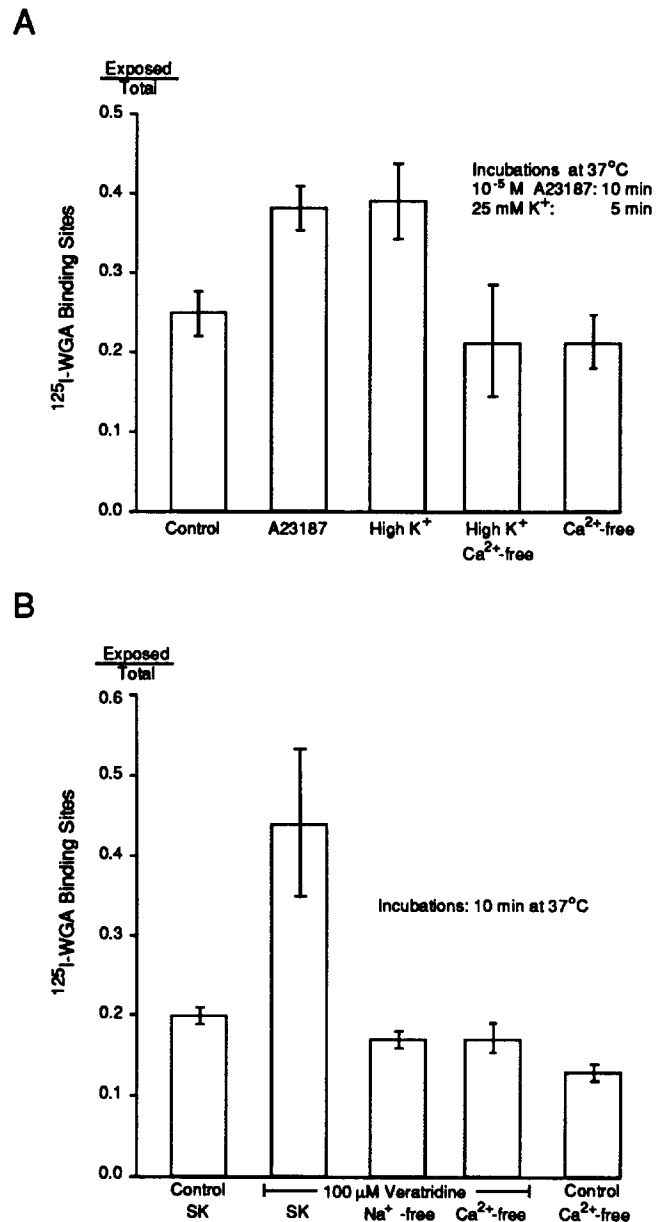 A
Exposed
Total
0.5
0.4
0.3
0.2
0.1
0.0
¹²⁵I-WGA Binding Sites
Incubations at 37°C
10⁻⁵ M A23187: 10 min
25 mM K⁺: 5 min
Control
A23187
High K⁺
High K⁺
Ca²⁺-free
Ca²⁺-free
B
Exposed
Total
0.6
0.5
0.4
0.3
0.2
0.1
0.0
¹²⁵I-WGA Binding Sites
Incubations: 10 min at 37°C
Control
SK
100 µM Veratridine
SK
Na⁺-free
Ca²⁺-free
Control
Ca²⁺-free